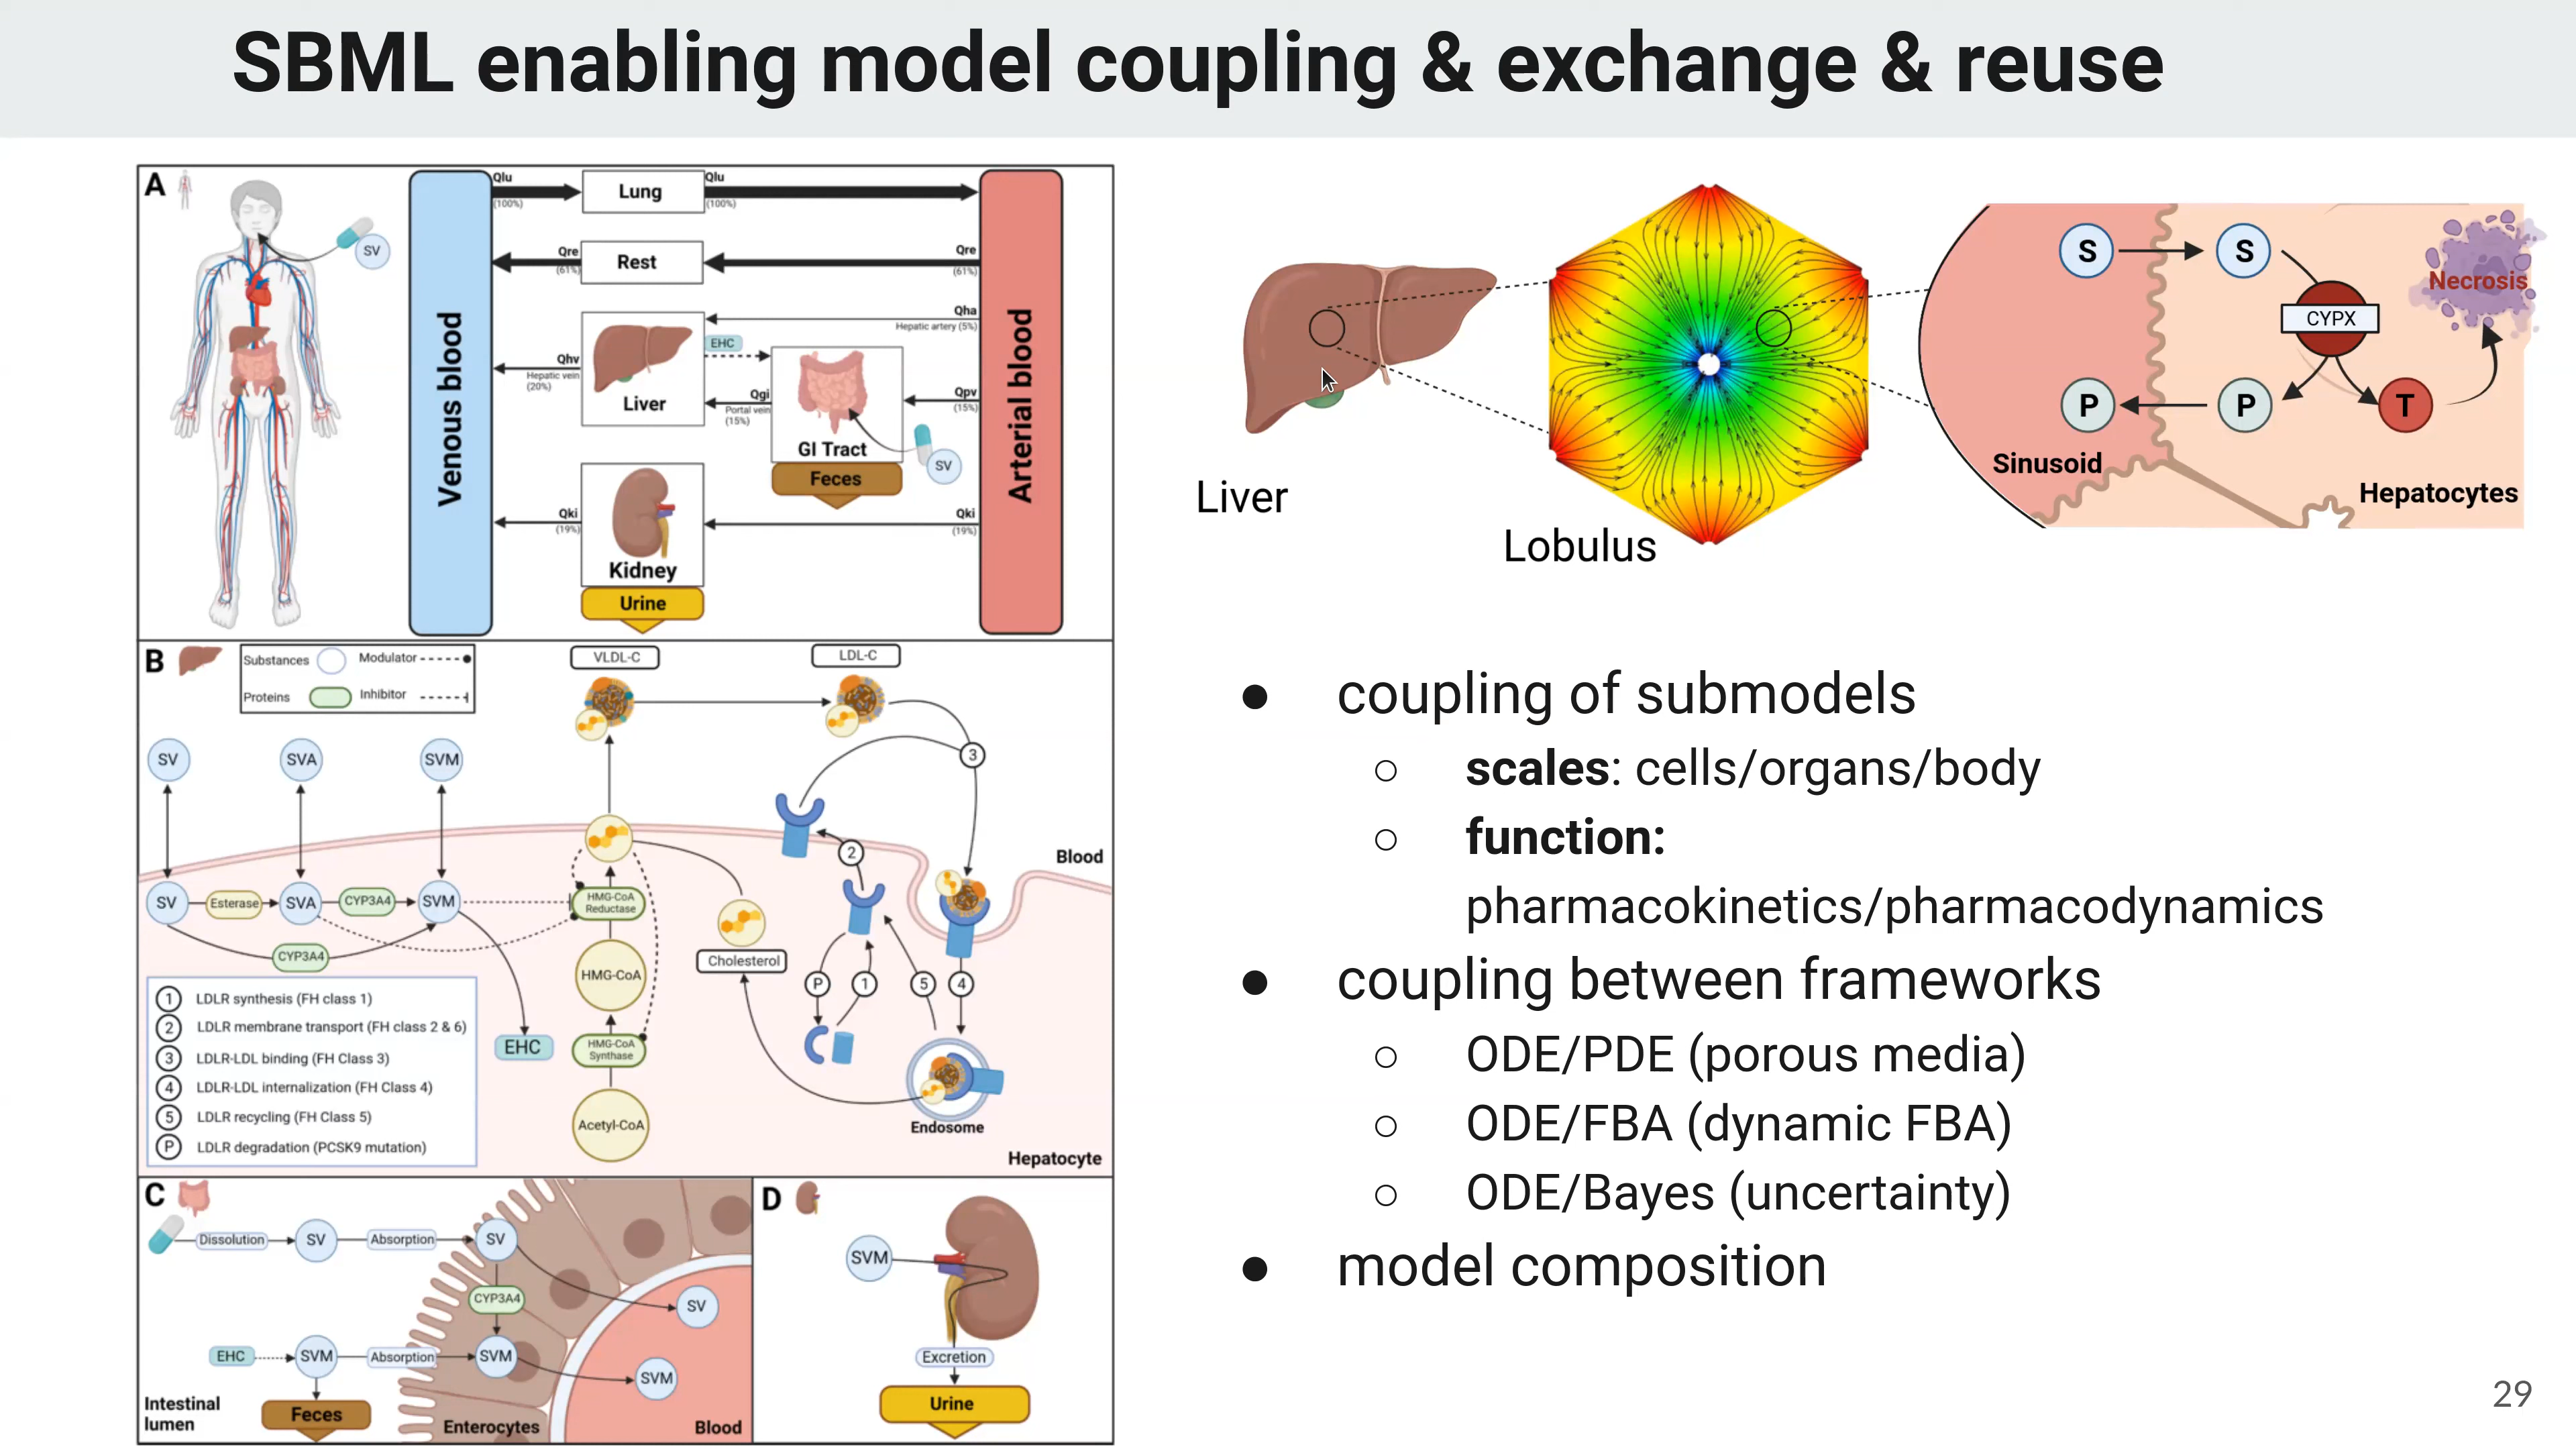 SBML enabling model coupling & exchange & reuse
A
SV
Venous blood
Arterial blood
Qlu
(100%)
Lung
Qlu
(100%)
Qre
(61%)
Rest
Qre
(61%)
Qha
Hepatic artery (5%)
EHC
Qhv
Hepatic vein
(20%)
Liver
Qgi
Portal vein
(15%)
GI Tract
Qpv
(15%)
SV
Feces
Qki
(19%)
Kidney
Qki
(19%)
Urine
B
Substances
Modulator
Proteins
Inhibitor
VLDL-C
LDL-C
SV
SVA
SVM
3
2
Blood
SV
Esterase
SVA
CYP3A4
SVM
HMG-CoA
Reductase
CYP3A4
Cholesterol
HMG-CoA
P
1
5
4
1 LDLR synthesis (FH class 1)
2 LDLR membrane transport (FH class 2 & 6)
3 LDLR-LDL binding (FH Class 3)
4 LDLR-LDL internalization (FH Class 4)
5 LDLR recycling (FH Class 5)
P LDLR degradation (PCSK9 mutation)
EHC
HMG-CoA
Synthase
Acetyl-CoA
Endosome
Hepatocyte
C
Dissolution
SV
Absorption
SV
CYP3A4
SV
EHC
SVM
Absorption
SVM
SVM
Intestinal
lumen
Feces
Enterocytes
Blood
D
SVM
Excretion
Urine
Liver
Lobulus
S
S
CYPX
Necrosis
P
P
T
Sinusoid
Hepatocytes
● coupling of submodels
○ scales: cells/organs/body
○ function:
pharmacokinetics/pharmacodynamics
● coupling between frameworks
○ ODE/PDE (porous media)
○ ODE/FBA (dynamic FBA)
○ ODE/Bayes (uncertainty)
● model composition
29